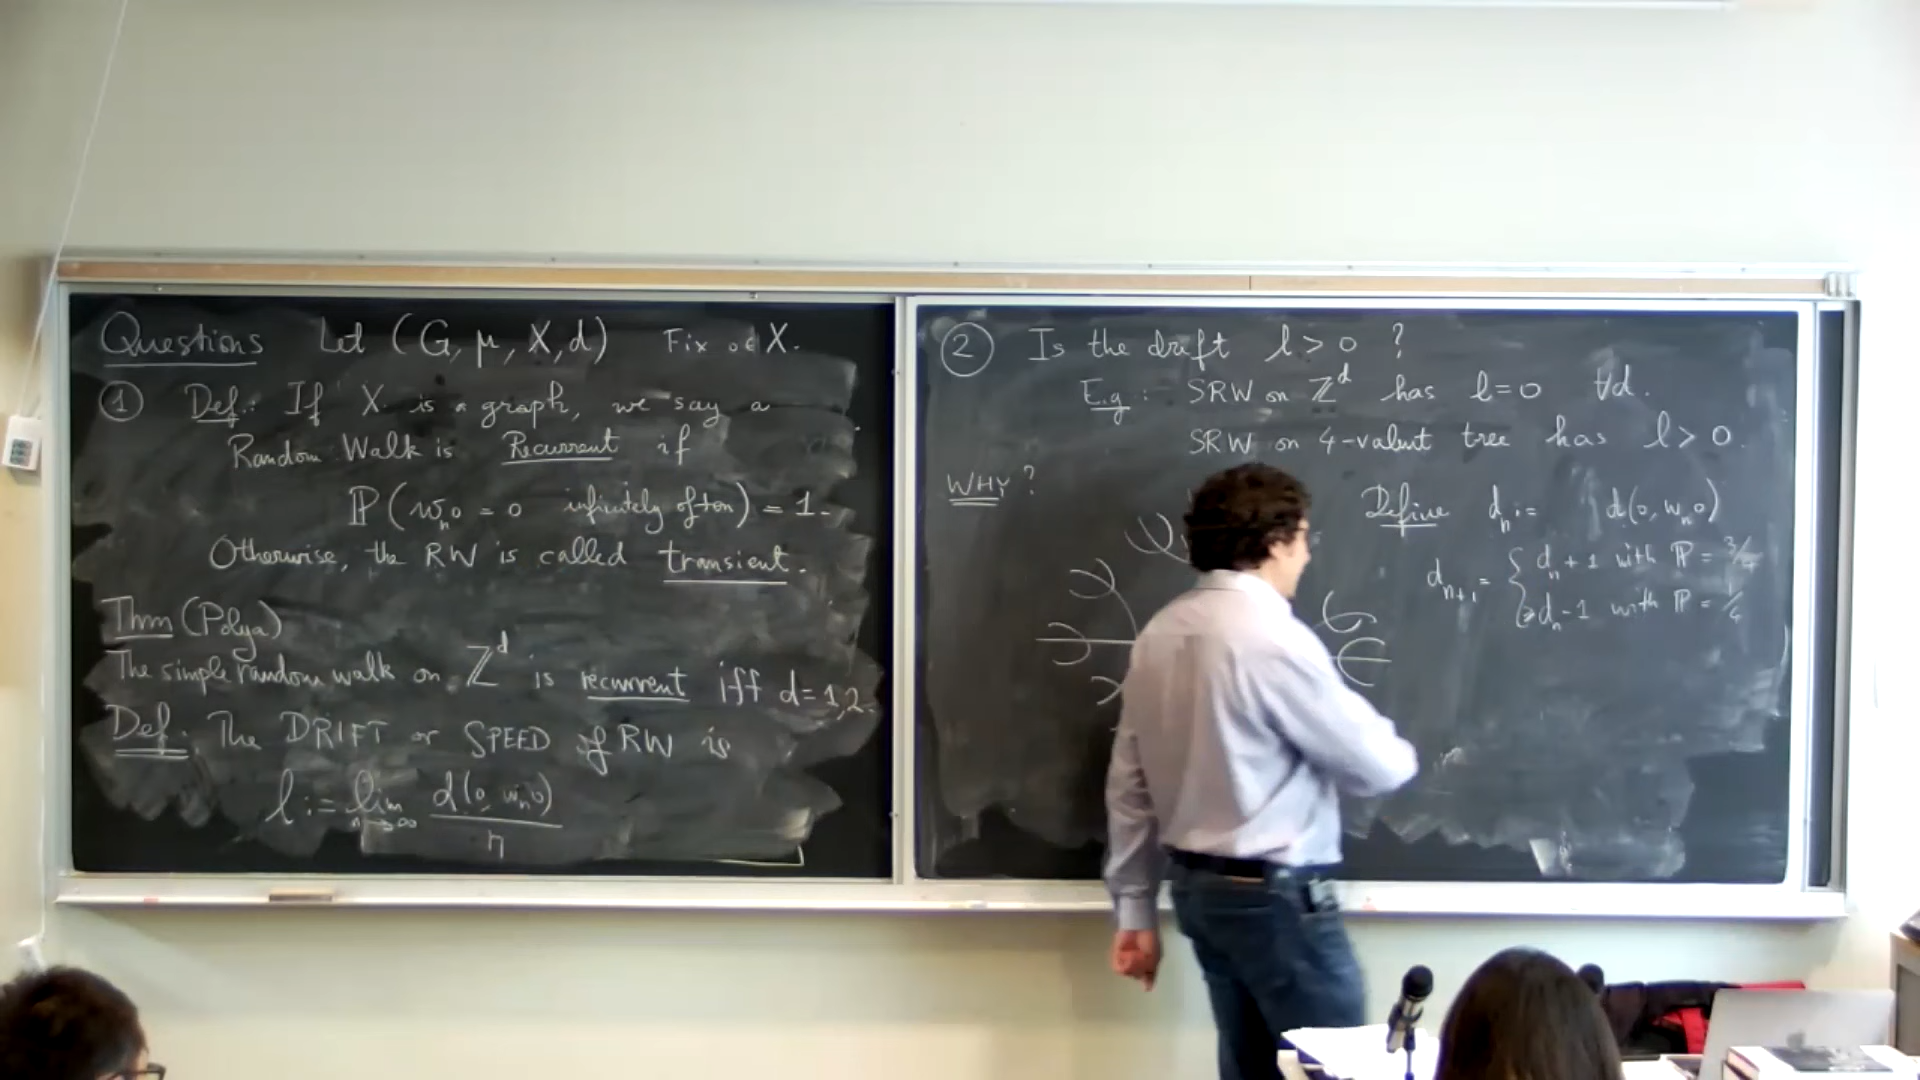 Questions Let (G, μ, X, d) Fix o ∈ X.
① Def.: If X is a graph, we say a
Random Walk is Recurrent if
ℙ(w_n o = o infinitely often) = 1.
Otherwise, the RW is called transient.
Thm (Polya)
The simple random walk on ℤ^d is recurrent iff d=1,2.
Def. The DRIFT or SPEED of RW is
l := lim_{n→∞} d(o, w_n o) / n
② Is the drift l > 0 ?
E.g: SRW on ℤ^d has l=0 ∀d.
SRW on 4-valent tree has l > 0.
WHY?
Define d_n := d(o, w_n o)
d_{n+1} = { d_n + 1 with ℙ = 3/4
≥ d_n - 1 with ℙ = 1/4